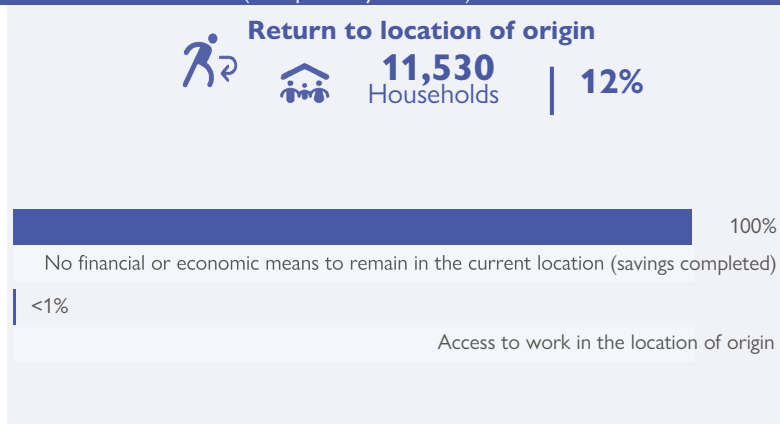 Return to location of origin
11,530
Households
12%
100%
No financial or economic means to remain in the current location (savings completed)
<1%
Access to work in the location of origin